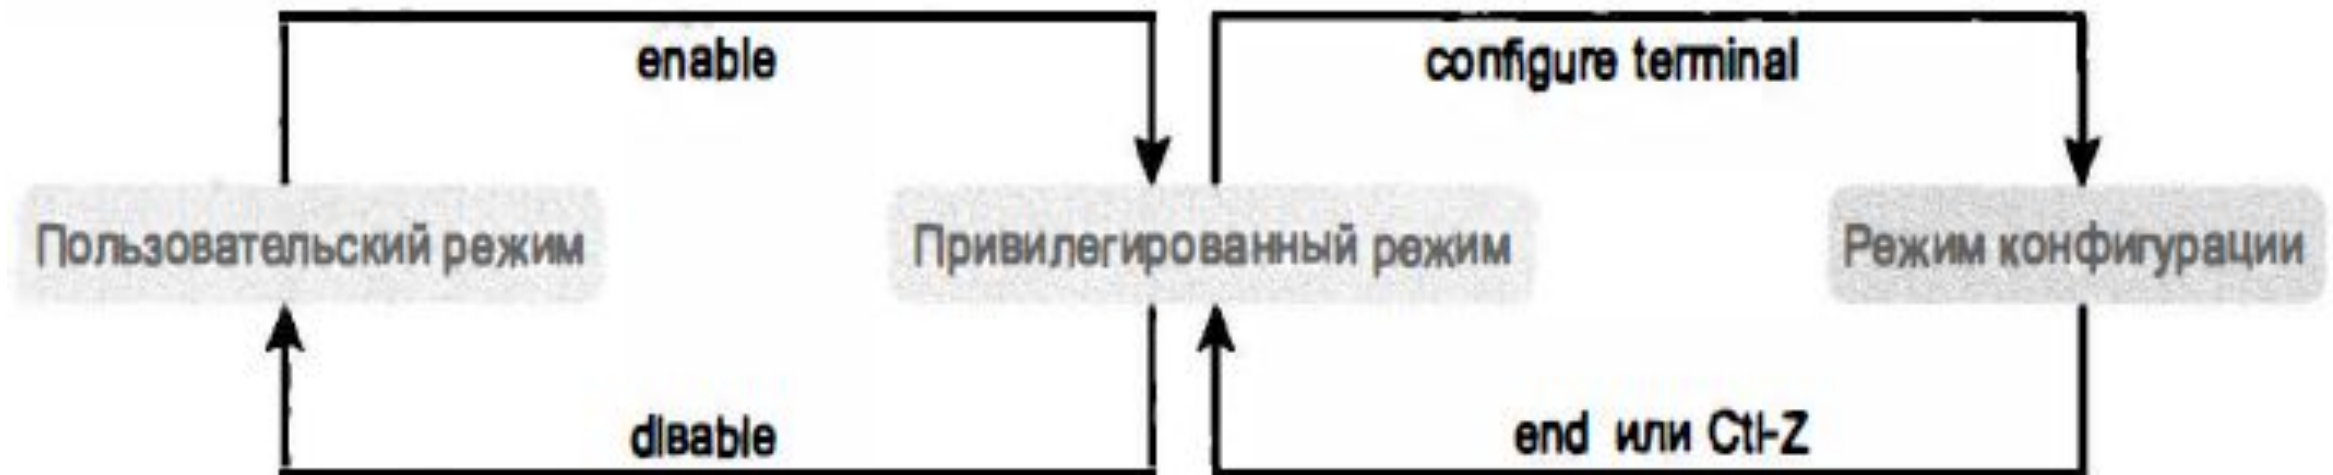 enable
configure terminal
Пользовательский режим
Привилегированный режим
Режим конфигурации
disable
end или Ctl-Z